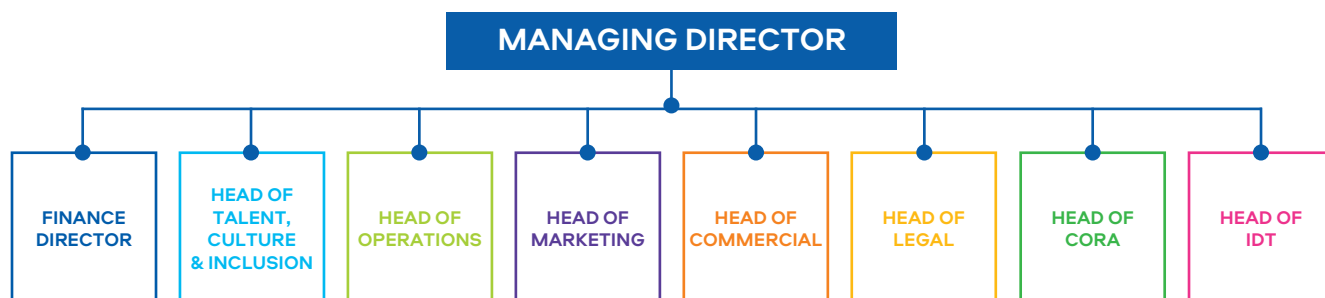 MANAGING DIRECTOR
FINANCE
DIRECTOR
HEAD OF
TALENT,
CULTURE
& INCLUSION
HEAD OF
OPERATIONS
HEAD OF
MARKETING
HEAD OF
COMMERCIAL
HEAD OF
LEGAL
HEAD OF
CORA
HEAD OF
IDT